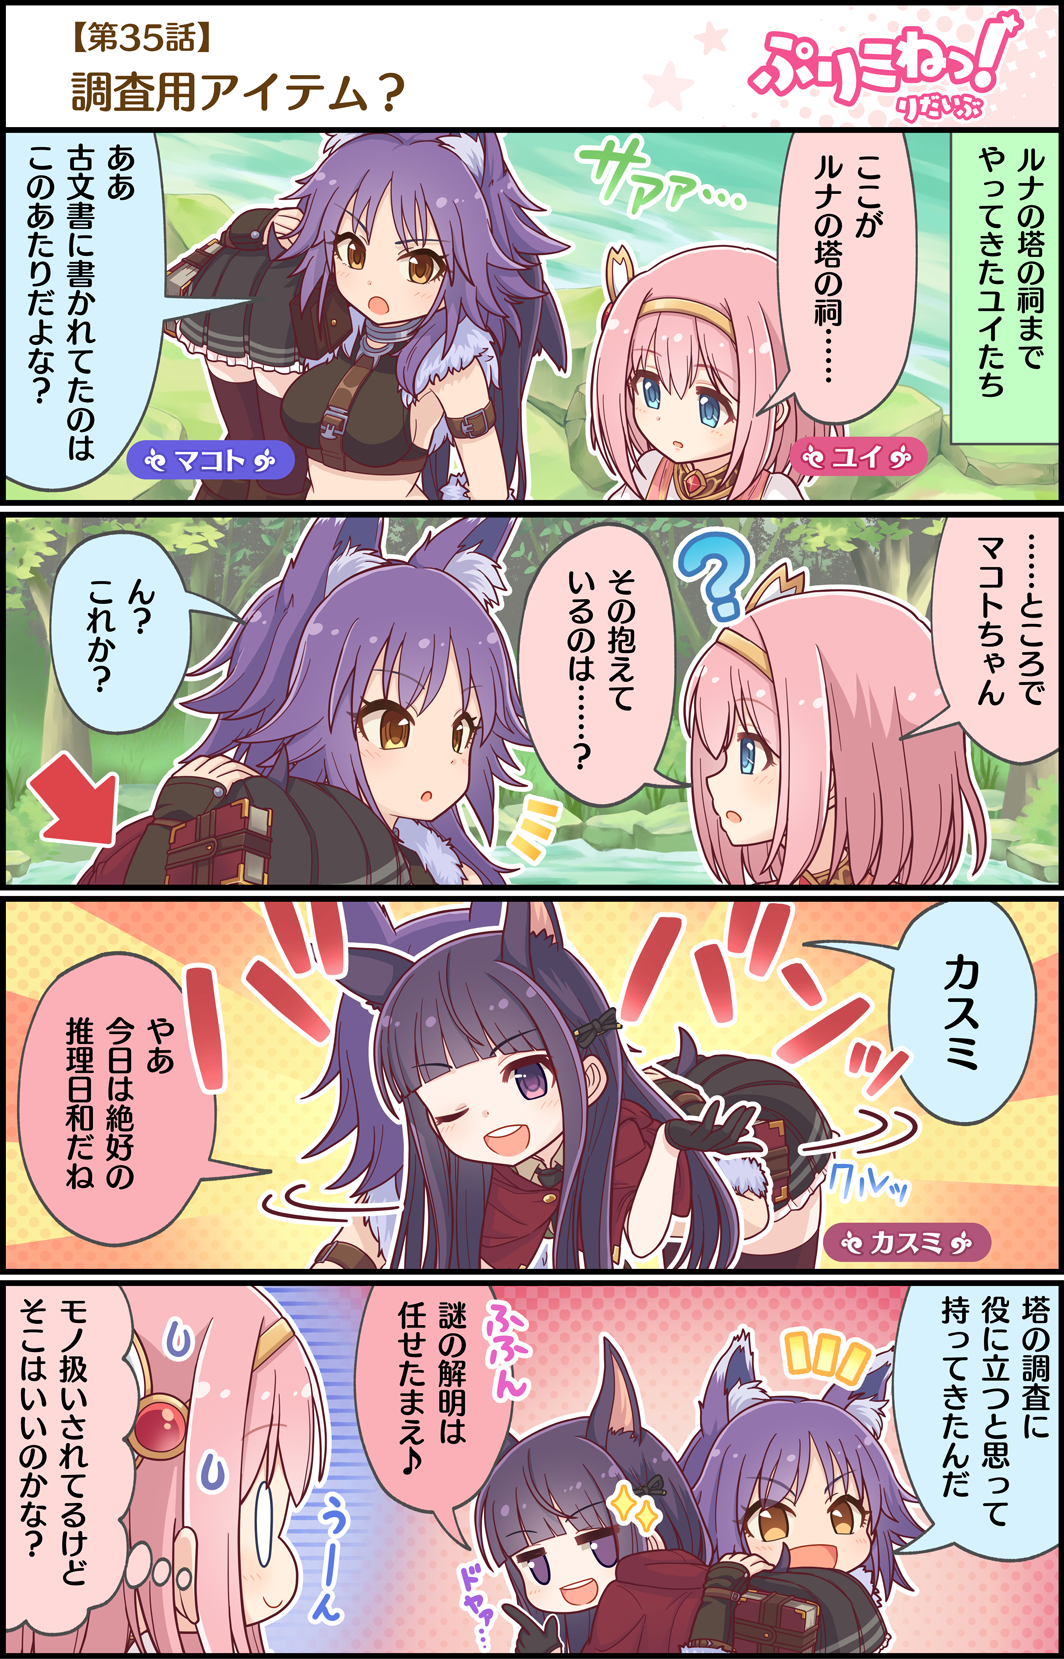 【第35話】
調査用アイテム？
ぷりこねっ！
りだいぶ
ルナの塔の祠まで
やってきたユイたち
ここが
ルナの塔の祠……
サアァ…
ユイ
ああ
古文書に書かれてたのは
このあたりだよな？
マコト
……ところで
マコトちゃん
？
その抱えて
いるのは……？
ん？
これか？
カスミ
バンッ
クルッ
やあ
今日は絶好の
推理日和だね
カスミ
塔の調査に
役に立つと思って
持ってきたんだ
ふふん
謎の解明は
任せたまえ♪
ドヤァ…
うーん
モノ扱いされてるけど
そこはいいのかな？